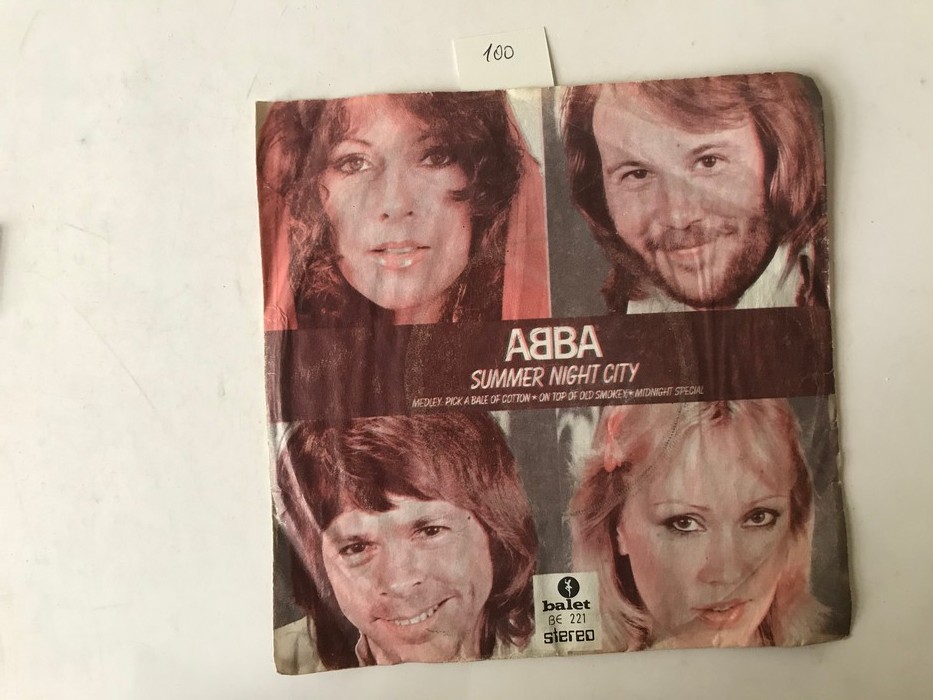 100
ABBA
SUMMER NIGHT CITY
MEDLEY: PICK A BALE OF COTTON ★ ON TOP OF OLD SMOKEY ★ MIDNIGHT SPECIAL
balet
BE 221
stereo